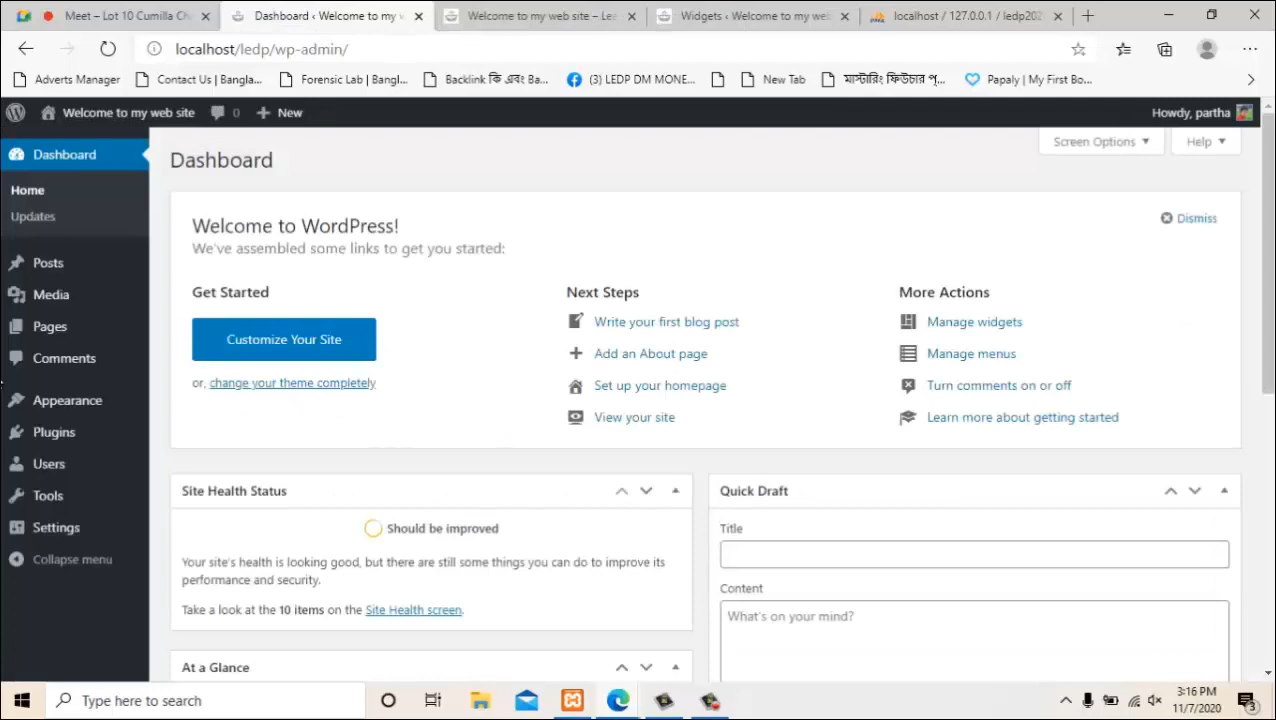 Meet – Lot 10 Cumilla Ch
Dashboard ‹ Welcome to my w
Welcome to my web site – Lea
Widgets ‹ Welcome to my web
localhost / 127.0.0.1 / ledp202
localhost/ledp/wp-admin/
Adverts Manager
Contact Us | Bangla...
Forensic Lab | Bangl...
Backlink কি এবং Ba...
(3) LEDP DM MONE...
New Tab
মাস্টারিং ফিউচার প্...
Papaly | My First Bo...
Welcome to my web site
0
New
Howdy, partha
Dashboard
Home
Updates
Posts
Media
Pages
Comments
Appearance
Plugins
Users
Tools
Settings
Collapse menu
Dashboard
Screen Options
Help
Welcome to WordPress!
Dismiss
We've assembled some links to get you started:
Get Started
Customize Your Site
or, change your theme completely
Next Steps
Write your first blog post
Add an About page
Set up your homepage
View your site
More Actions
Manage widgets
Manage menus
Turn comments on or off
Learn more about getting started
Site Health Status
Should be improved
Your site's health is looking good, but there are still some things you can do to improve its
performance and security.
Take a look at the 10 items on the Site Health screen.
At a Glance
Quick Draft
Title
Content
What's on your mind?
Type here to search
3:16 PM
11/7/2020
3